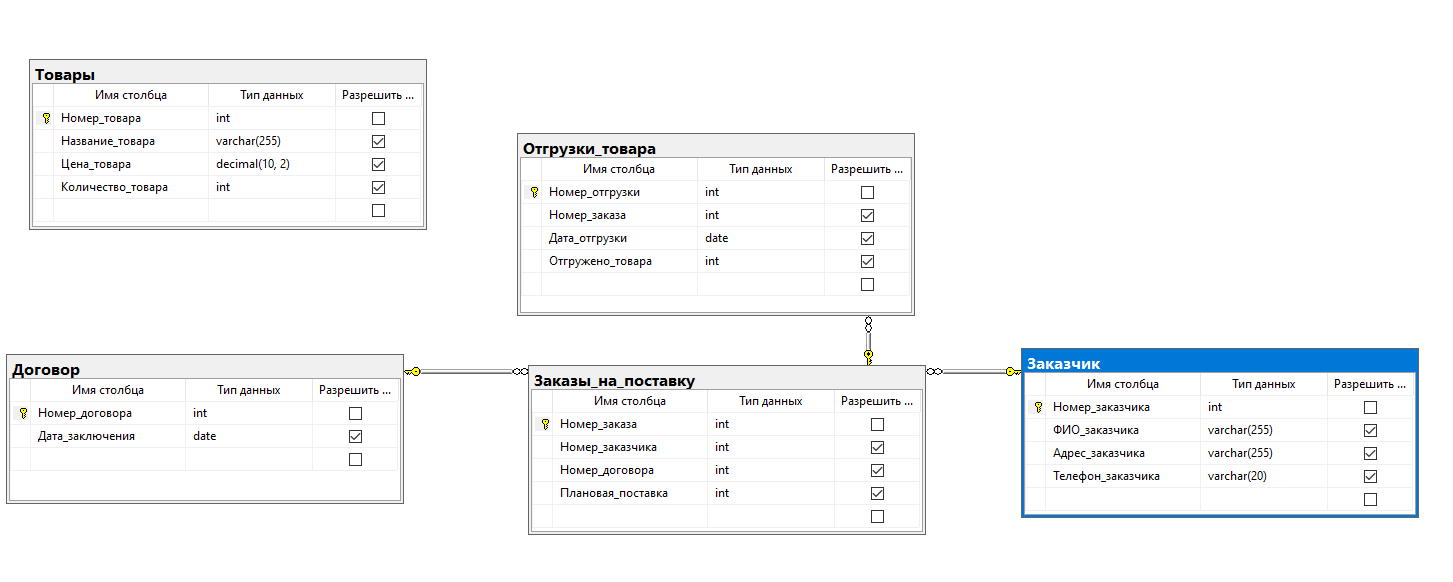 Товары
Имя столбца Тип данных Разрешить ...
Номер_товара int
Название_товара varchar(255)
Цена_товара decimal(10, 2)
Количество_товара int
Отгрузки_товара
Имя столбца Тип данных Разрешить ...
Номер_отгрузки int
Номер_заказа int
Дата_отгрузки date
Отгружено_товара int
Договор
Имя столбца Тип данных Разрешить ...
Номер_договора int
Дата_заключения date
Заказы_на_поставку
Имя столбца Тип данных Разрешить ...
Номер_заказа int
Номер_заказчика int
Номер_договора int
Плановая_поставка int
Заказчик
Имя столбца Тип данных Разрешить ...
Номер_заказчика int
ФИО_заказчика varchar(255)
Адрес_заказчика varchar(255)
Телефон_заказчика varchar(20)